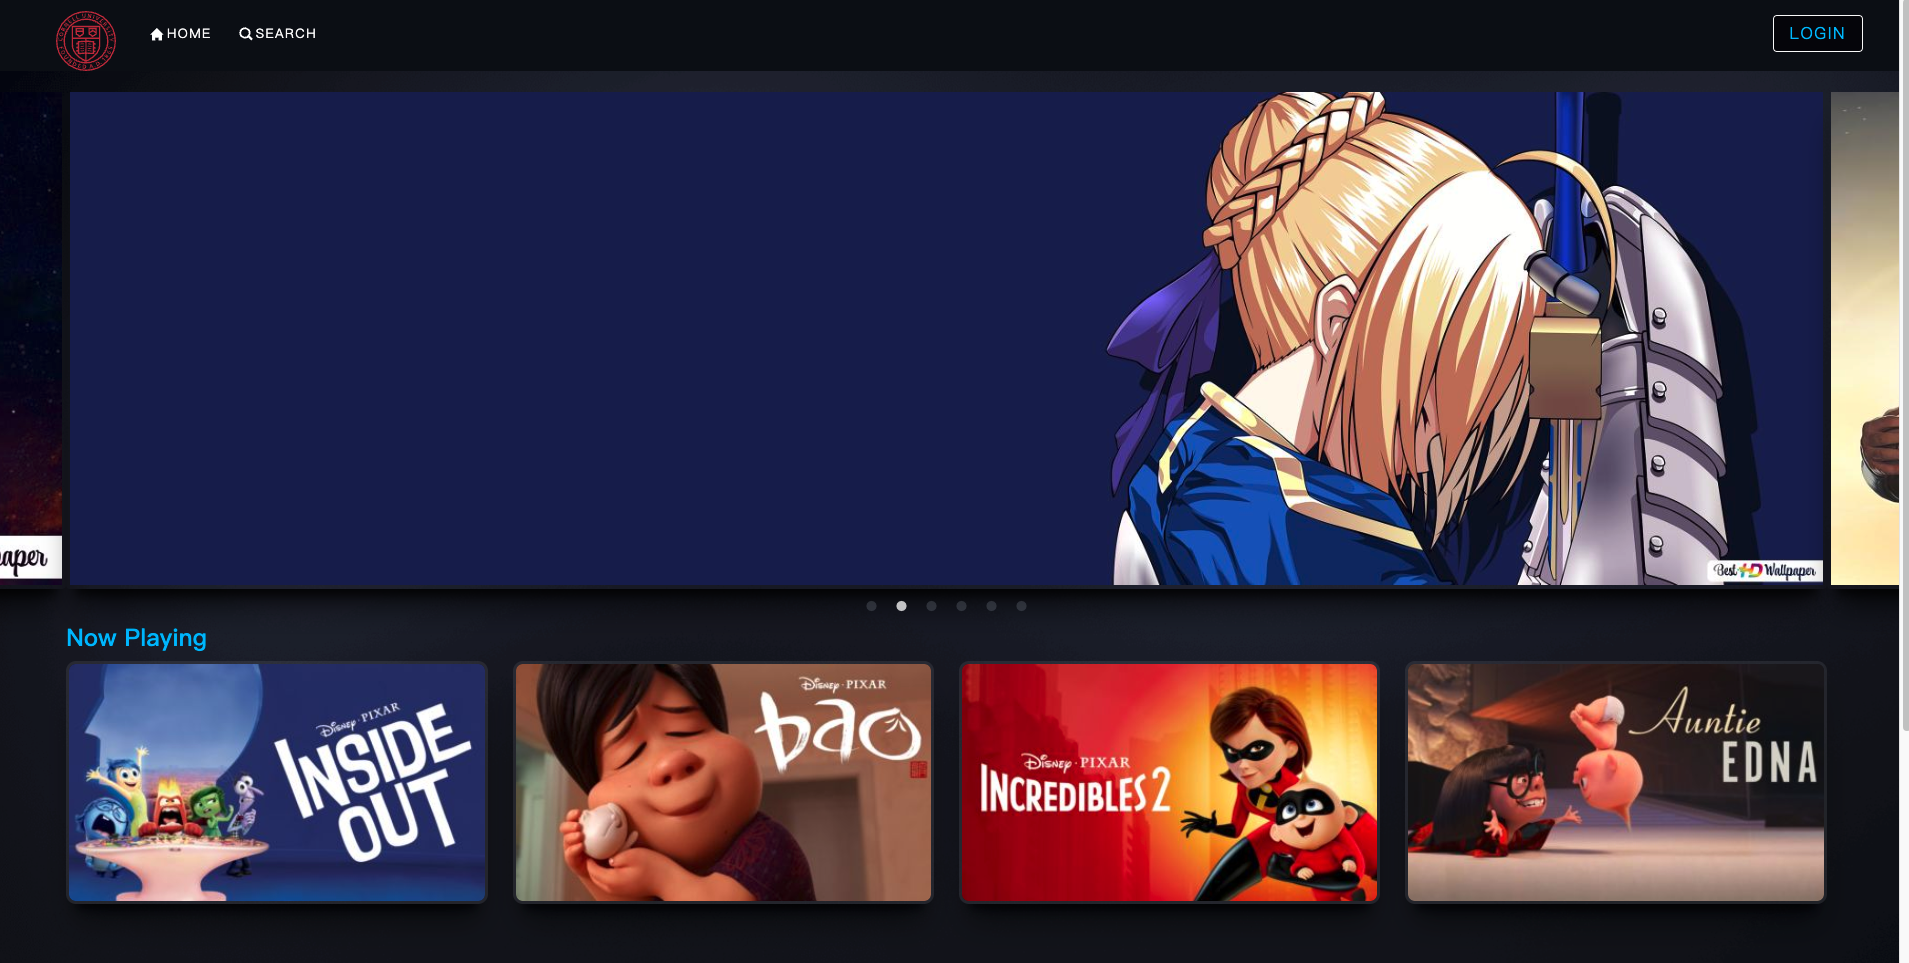 HOME
SEARCH
LOGIN
aper
Best HD Wallpaper
Now Playing
Disney · PIXAR
INSIDE
OUT
Disney · PIXAR
bao
Disney · PIXAR
INCREDIBLES 2
Auntie
EDNA